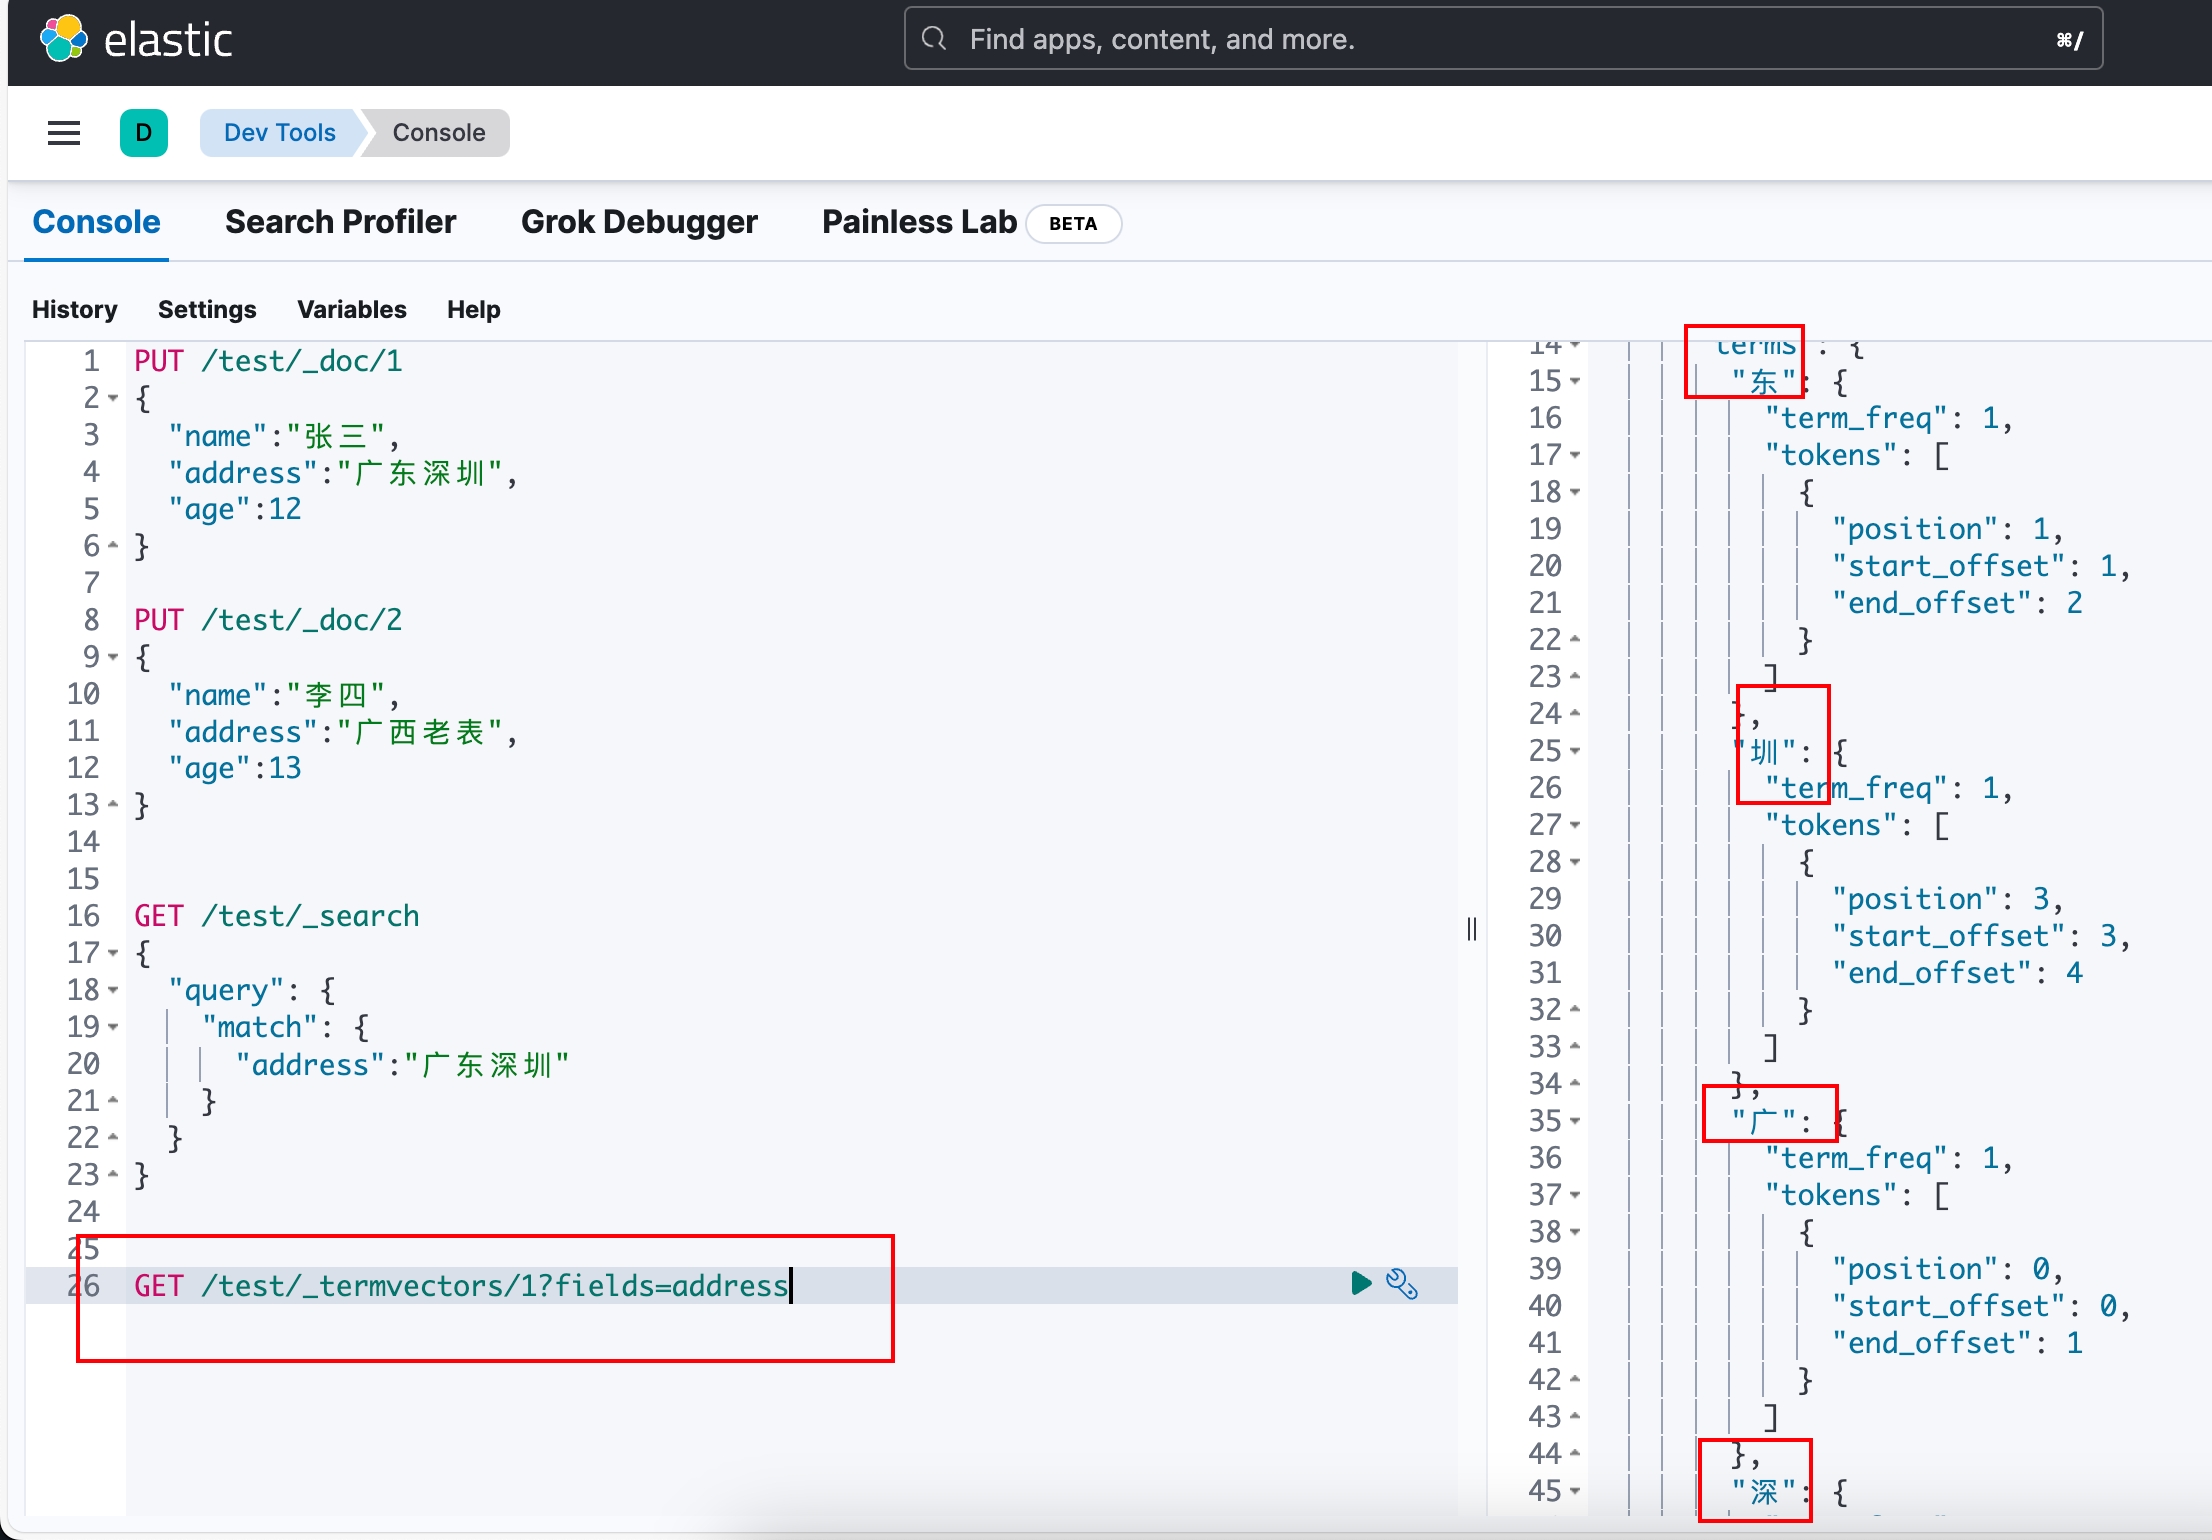 elastic
Find apps, content, and more.
⌘/
D
Dev Tools
Console
Console
Search Profiler
Grok Debugger
Painless Lab
BETA
History
Settings
Variables
Help
1 PUT /test/_doc/1
2 {
3 "name":"张三",
4 "address":"广东深圳",
5 "age":12
6 }
7
8 PUT /test/_doc/2
9 {
10 "name":"李四",
11 "address":"广西老表",
12 "age":13
13 }
14
15
16 GET /test/_search
17 {
18 "query": {
19 "match": {
20 "address":"广东深圳"
21 }
22 }
23 }
24
25
26 GET /test/_termvectors/1?fields=address
14 "terms": {
15 "东": {
16 "term_freq": 1,
17 "tokens": [
18 {
19 "position": 1,
20 "start_offset": 1,
21 "end_offset": 2
22 }
23 ]
24 },
25 "圳": {
26 "term_freq": 1,
27 "tokens": [
28 {
29 "position": 3,
30 "start_offset": 3,
31 "end_offset": 4
32 }
33 ]
34 },
35 "广": {
36 "term_freq": 1,
37 "tokens": [
38 {
39 "position": 0,
40 "start_offset": 0,
41 "end_offset": 1
42 }
43 ]
44 },
45 "深": {